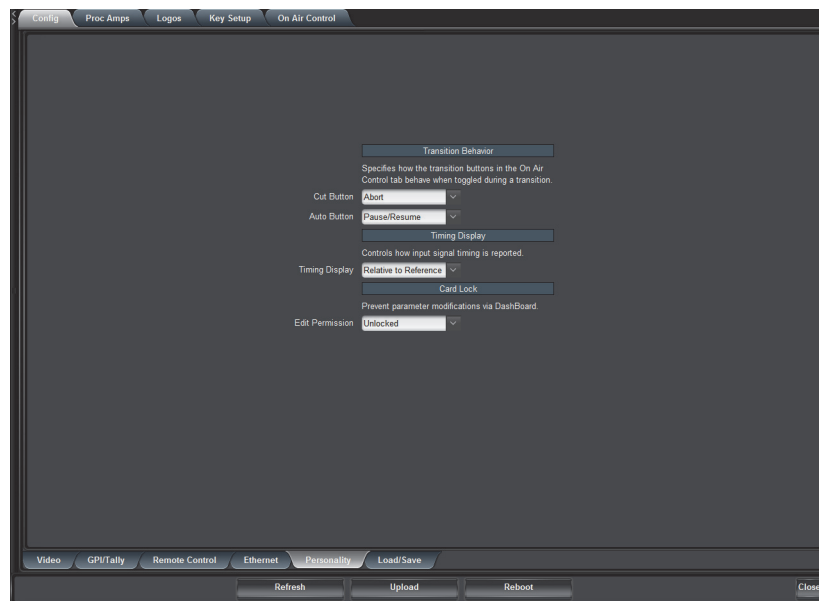 Config Proc Amps Logos Key Setup On Air Control
Transition Behavior
Specifies how the transition buttons in the On Air
Control tab behave when toggled during a transition.
Cut Button Abort
Auto Button Pause/Resume
Timing Display
Controls how input signal timing is reported.
Timing Display Relative to Reference
Card Lock
Prevent parameter modifications via DashBoard.
Edit Permission Unlocked
Video GPI/Tally Remote Control Ethernet Personality Load/Save
Refresh Upload Reboot Close